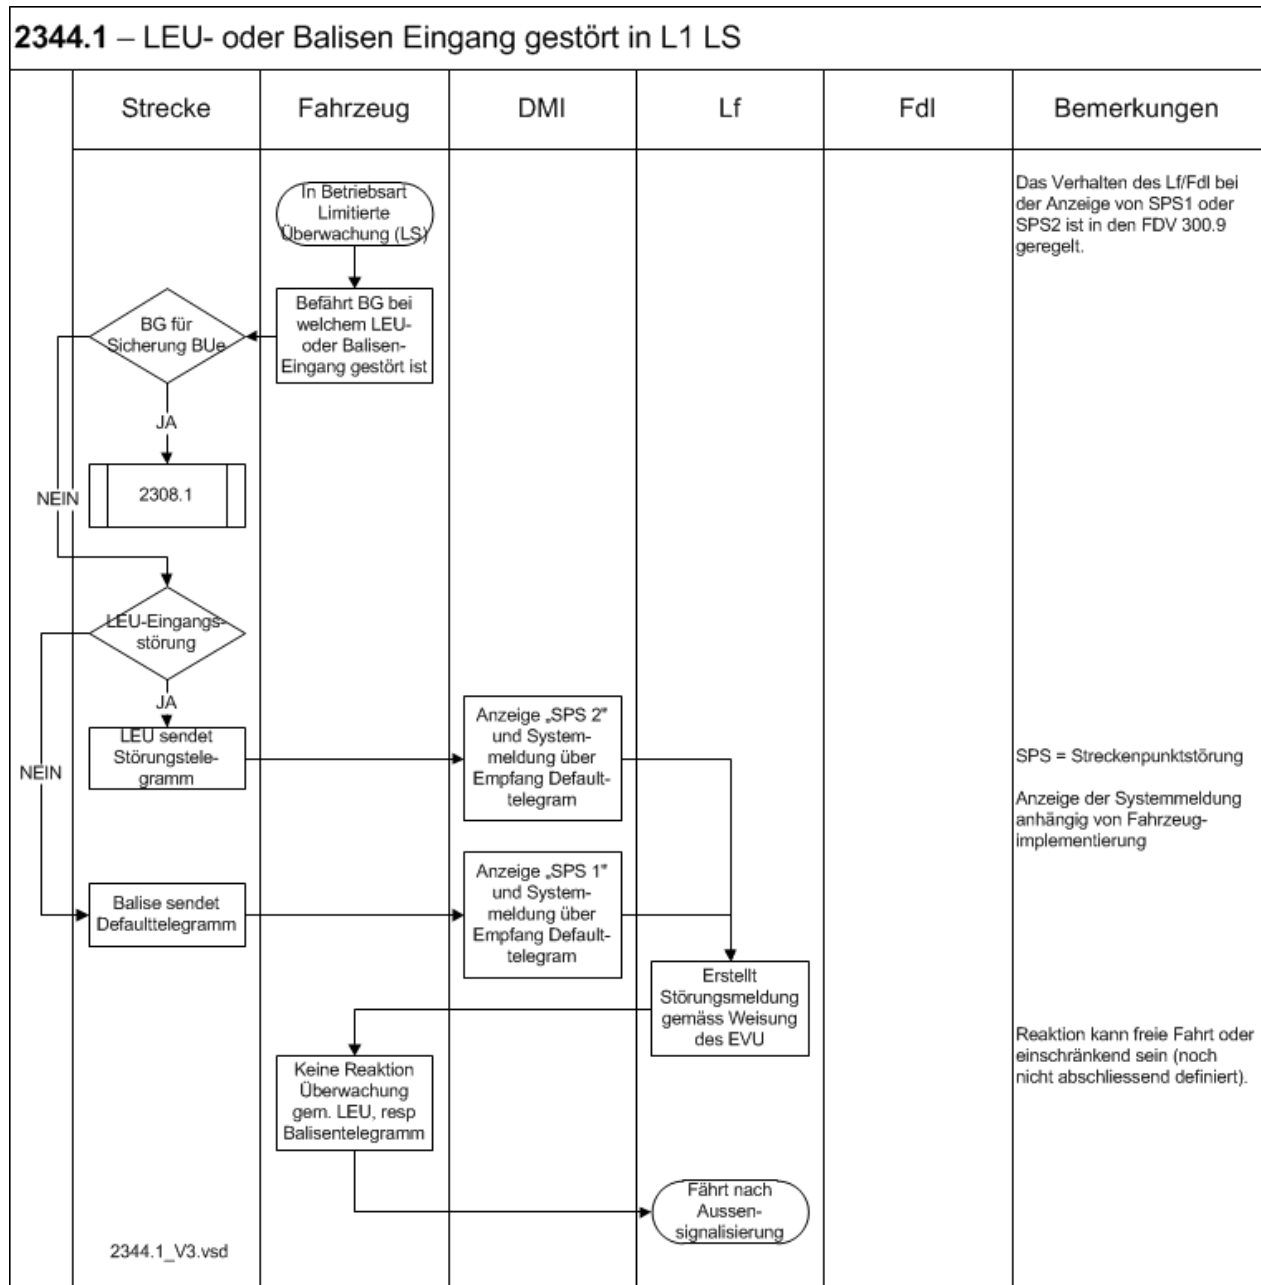 2344.1 – LEU- oder Balisen Eingang gestört in L1 LS
Strecke
Fahrzeug
DMI
Lf
Fdl
Bemerkungen
In Betriebsart
Limitierte
Überwachung (LS)
Das Verhalten des Lf/Fdl bei
der Anzeige von SPS1 oder
SPS2 ist in den FDV 300.9
geregelt.
Befährt BG bei
welchem LEU-
oder Balisen-
Eingang gestört ist
BG für
Sicherung BUe
JA
NEIN
2308.1
LEU-Eingangs-
störung
JA
NEIN
LEU sendet
Störungstele-
gramm
Anzeige „SPS 2"
und System-
meldung über
Empfang Default-
telegram
SPS = Streckenpunktstörung
Anzeige der Systemmeldung
anhängig von Fahrzeug-
implementierung
Balise sendet
Defaulttelegramm
Anzeige „SPS 1"
und System-
meldung über
Empfang Default-
telegram
Erstellt
Störungsmeldung
gemäss Weisung
des EVU
Reaktion kann freie Fahrt oder
einschränkend sein (noch
nicht abschliessend definiert).
Keine Reaktion
Überwachung
gem. LEU, resp
Balisentelegramm
Fährt nach
Aussen-
signalisierung
2344.1_V3.vsd